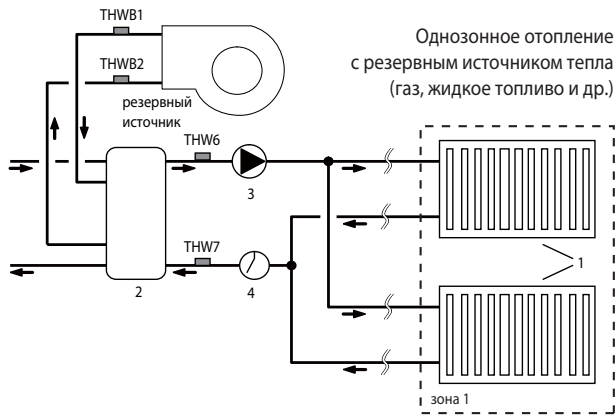 THWB1
Однозонное отопление
с резервным источником тепла
(газ, жидкое топливо и др.)
THWB2
резервный
источник
THW6
3
THW7
1
2
4
зона 1